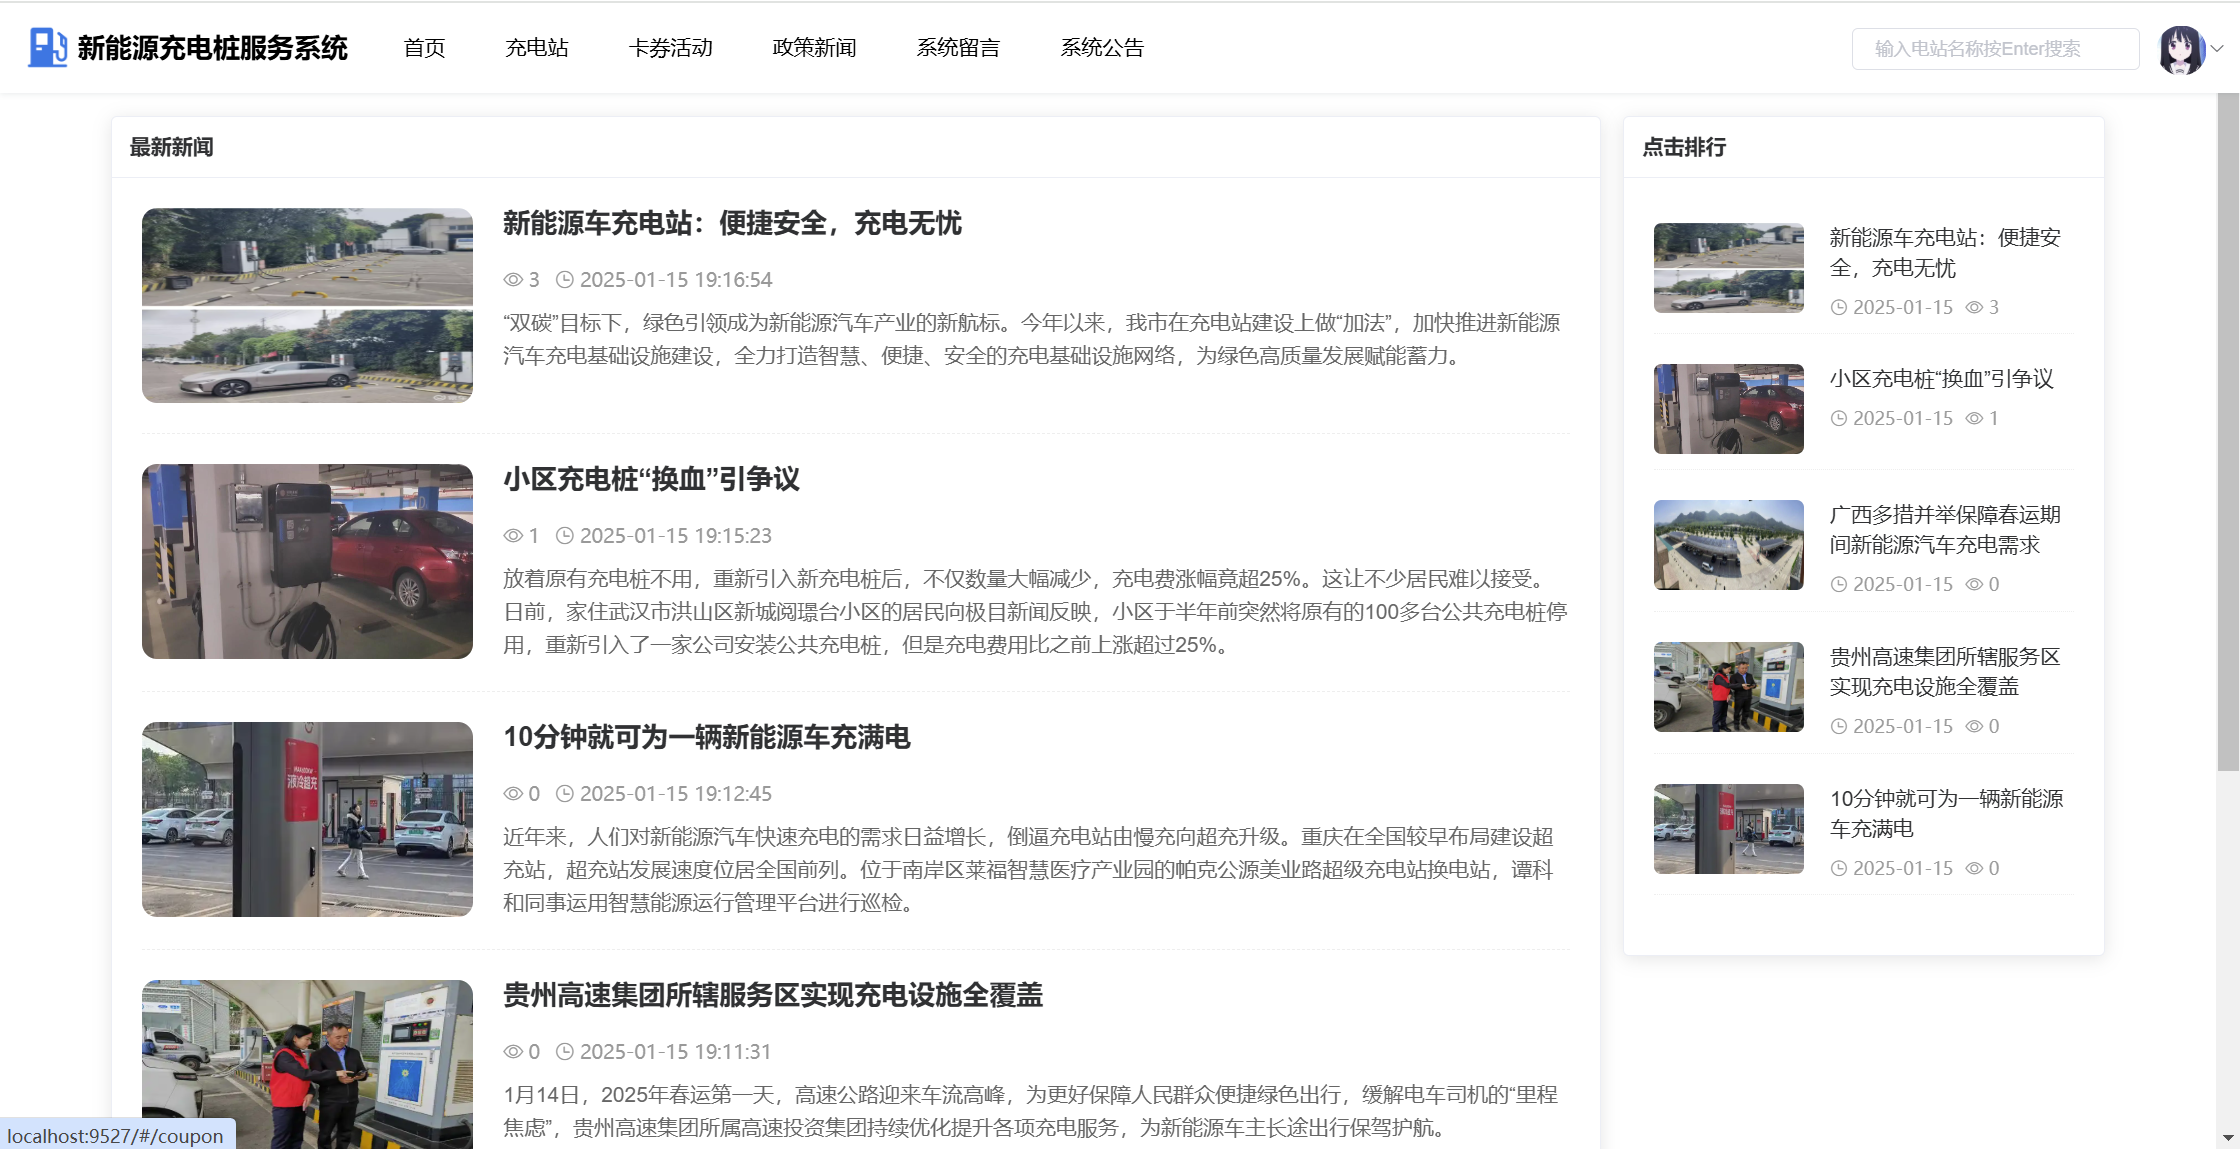 新能源充电桩服务系统
首页
充电站
卡券活动
政策新闻
系统留言
系统公告
输入电站名称按Enter搜索
最新新闻
新能源车充电站：便捷安全，充电无忧
3 2025-01-15 19:16:54
“双碳”目标下，绿色引领成为新能源汽车产业的新航标。今年以来，我市在充电站建设上做“加法”，加快推进新能源
汽车充电基础设施建设，全力打造智慧、便捷、安全的充电基础设施网络，为绿色高质量发展赋能蓄力。
小区充电桩“换血”引争议
1 2025-01-15 19:15:23
放着原有充电桩不用，重新引入新充电桩后，不仅数量大幅减少，充电费涨幅竟超25%。这让不少居民难以接受。
日前，家住武汉市洪山区新城阅璟台小区的居民向极目新闻反映，小区于半年前突然将原有的100多台公共充电桩停
用，重新引入了一家公司安装公共充电桩，但是充电费用比之前上涨超过25%。
液冷超充
10分钟就可为一辆新能源车充满电
0 2025-01-15 19:12:45
近年来，人们对新能源汽车快速充电的需求日益增长，倒逼充电站由慢充向超充升级。重庆在全国较早布局建设超
充站，超充站发展速度位居全国前列。位于南岸区莱福智慧医疗产业园的帕克公源美业路超级充电站换电站，谭科
和同事运用智慧能源运行管理平台进行巡检。
贵州高速集团所辖服务区实现充电设施全覆盖
0 2025-01-15 19:11:31
1月14日，2025年春运第一天，高速公路迎来车流高峰，为更好保障人民群众便捷绿色出行，缓解电车司机的“里程
焦虑”，贵州高速集团所属高速投资集团持续优化提升各项充电服务，为新能源车主长途出行保驾护航。
点击排行
新能源车充电站：便捷安
全，充电无忧
2025-01-15 3
小区充电桩“换血”引争议
2025-01-15 1
广西多措并举保障春运期
间新能源汽车充电需求
2025-01-15 0
贵州高速集团所辖服务区
实现充电设施全覆盖
2025-01-15 0
10分钟就可为一辆新能源
车充满电
2025-01-15 0
localhost:9527/#/coupon